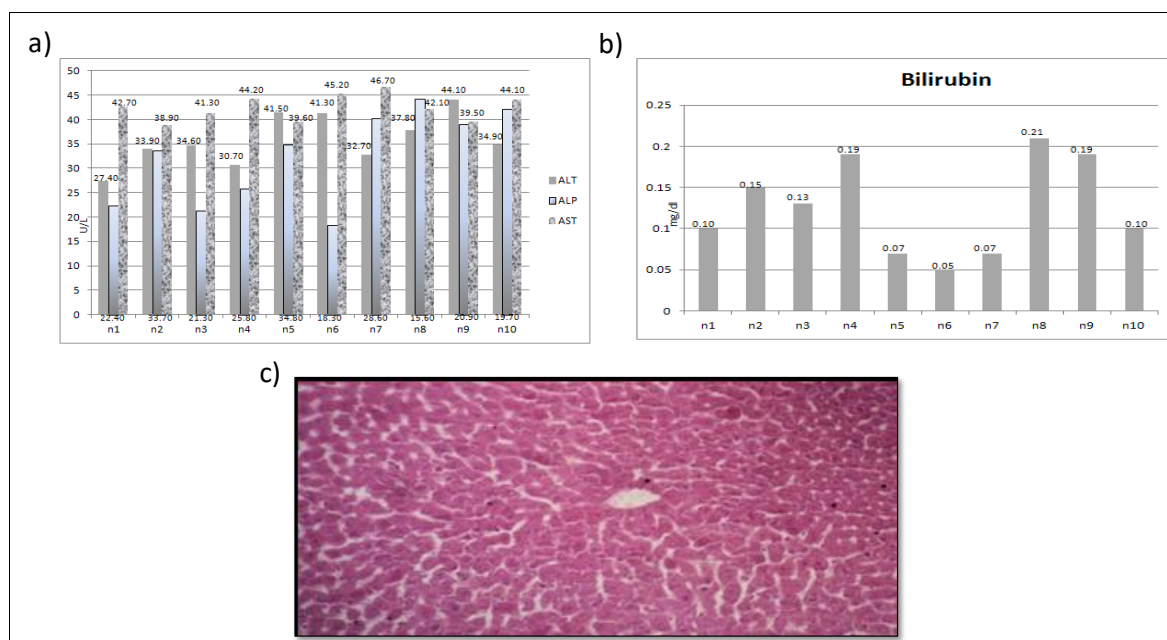 a)
50
45
40
35
30
25
20
15
10
5
0
U/L
27.40
42.70
33.90
38.90
34.60
41.30
30.70
44.20
41.50
39.60
41.30
45.20
32.70
46.70
37.80
42.10
44.10
39.50
34.90
44.10
22.40
33.70
21.30
25.80
34.80
18.30
28.60
15.60
20.90
19.70
n1
n2
n3
n4
n5
n6
n7
n8
n9
n10
ALT
ALP
AST
b)
Bilirubin
0.25
0.2
0.15
0.1
0.05
0
mg/dl
0.10
0.15
0.13
0.19
0.07
0.05
0.07
0.21
0.19
0.10
n1
n2
n3
n4
n5
n6
n7
n8
n9
n10
c)